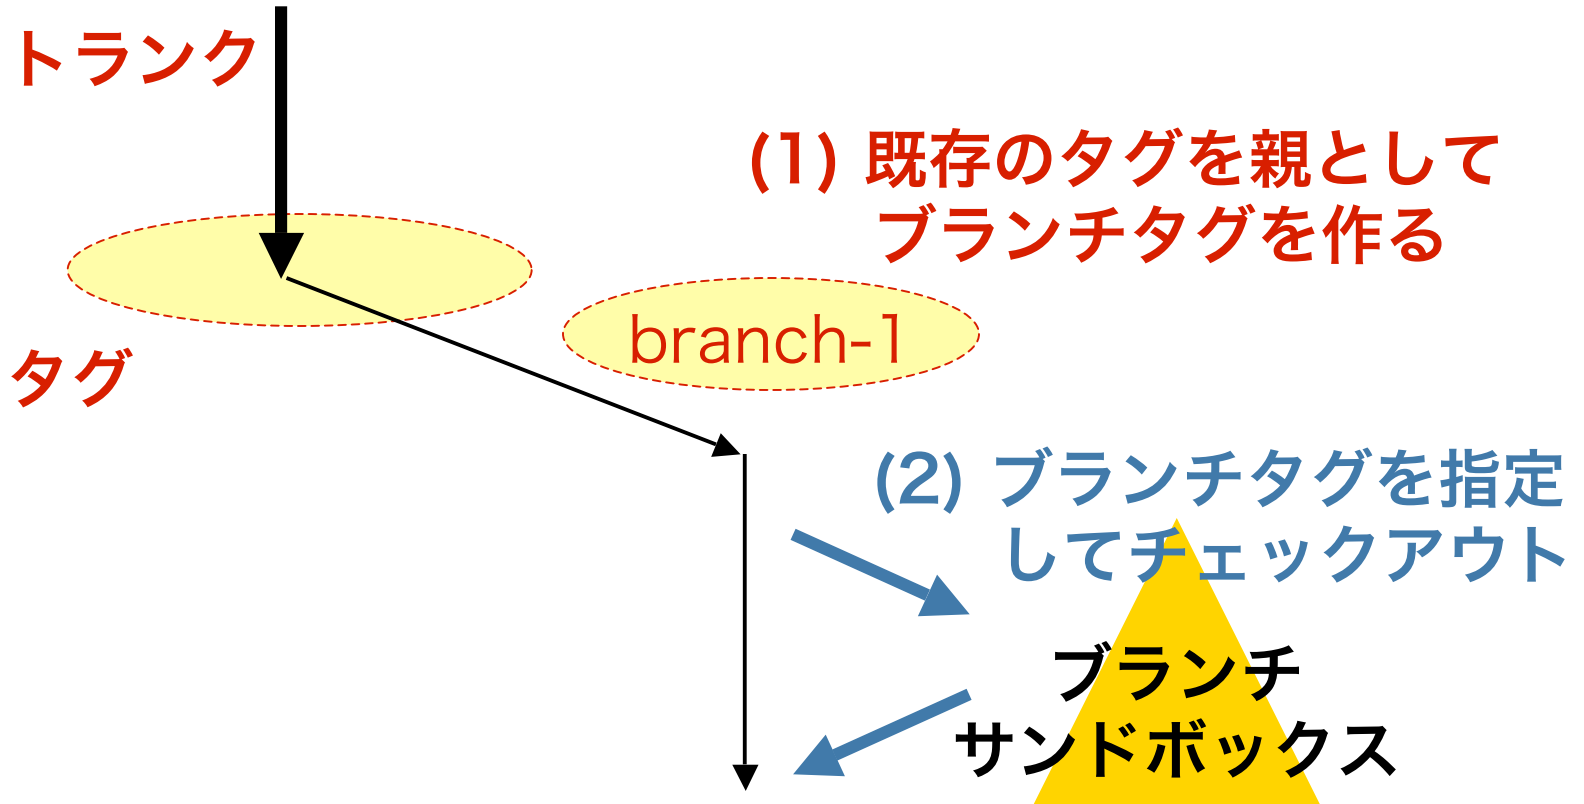 トランク
(1) 既存のタグを親として
ブランチタグを作る
branch-1
タグ
(2) ブランチタグを指定
してチェックアウト
ブランチ
サンドボックス